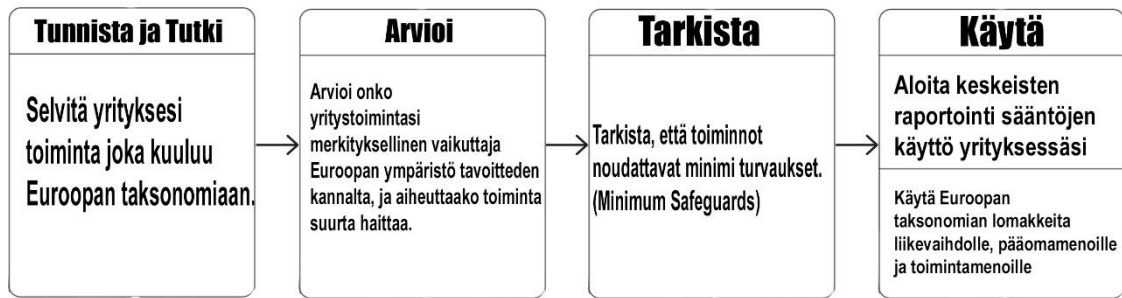 Tunnista ja Tutki
Selvitä yrityksesi
toiminta joka kuuluu
Euroopan taksonomiaan.
Arvioi
Arvioi onko
yritystoimintasi
merkityksellinen vaikuttaja
Euroopan ympäristö tavoitteden
kannalta, ja aiheuttaako toiminta
suurta haittaa.
Tarkista
Tarkista, että toiminnot
noudattavat minimi turvaukset.
(Minimum Safeguards)
Käytä
Aloita keskeisten
raportointi sääntöjen
käyttö yrityksessäsi
Käytä Euroopan
taksonomian lomakkeita
liikevaihdolle, pääomamenoille
ja toimintamenoille